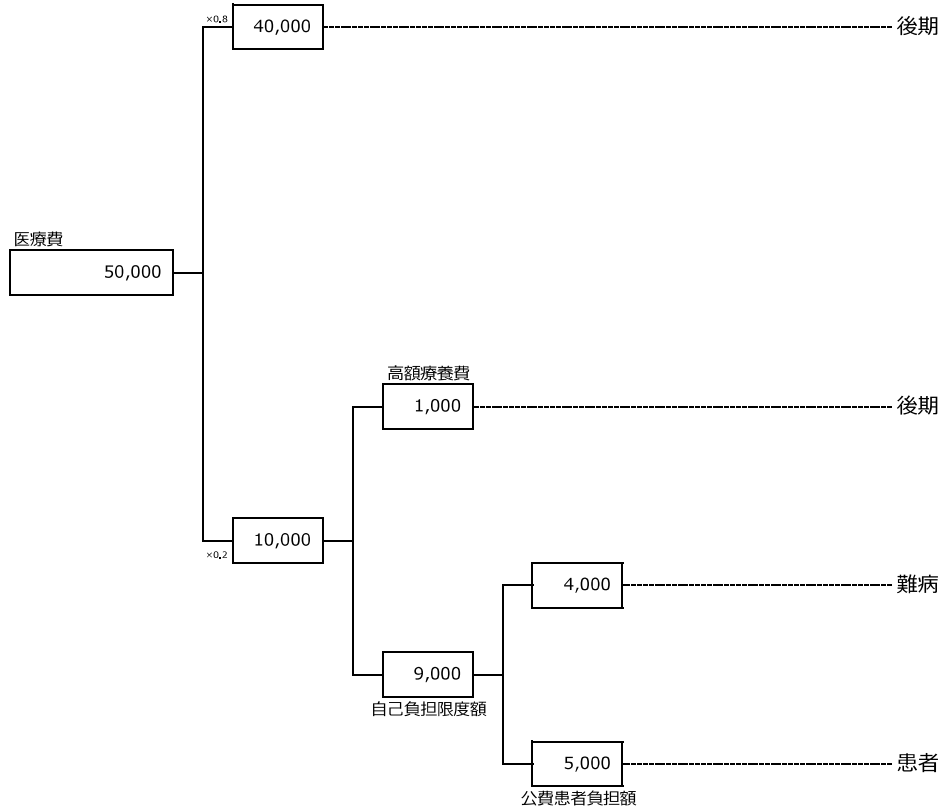 ×0.8
40,000
後期
医療費
50,000
高額療養費
1,000
後期
10,000
×0.2
4,000
難病
9,000
自己負担限度額
5,000
患者
公費患者負担額